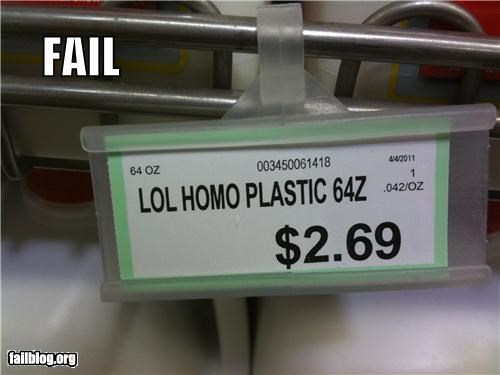 FAIL
64 OZ 003450061418 4/4/2011
1
LOL HOMO PLASTIC 64Z .042/OZ
$2.69
failblog.org